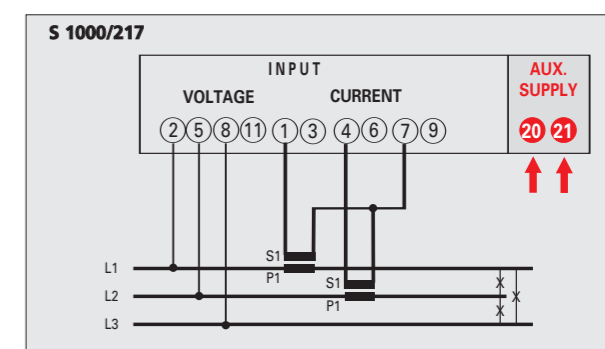 S 1000/217
INPUT
AUX.
SUPPLY
VOLTAGE CURRENT
2 5 8 11 1 3 4 6 7 9 20 21
S1
L1
P1
S1
L2
P1
L3